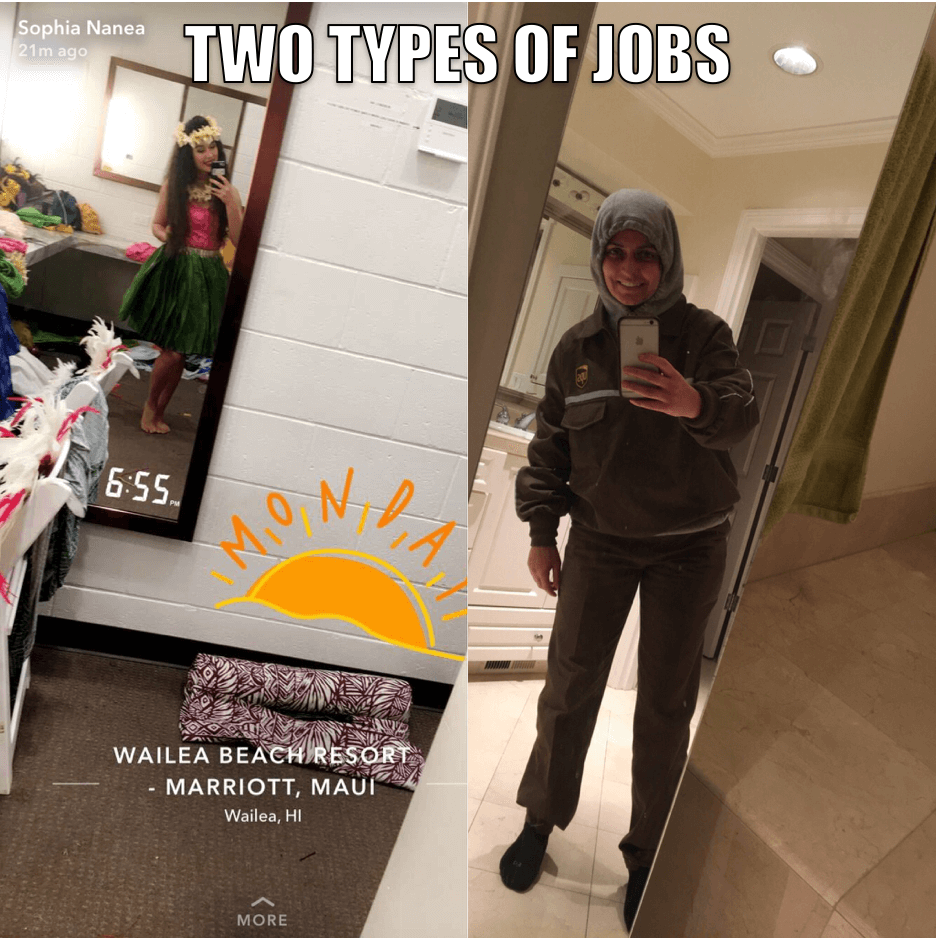 Sophia Nanea
21m ago
TWO TYPES OF JOBS
6:55 PM
MONDAY
WAILEA BEACH RESORT
- MARRIOTT, MAUI
Wailea, HI
MORE
ups